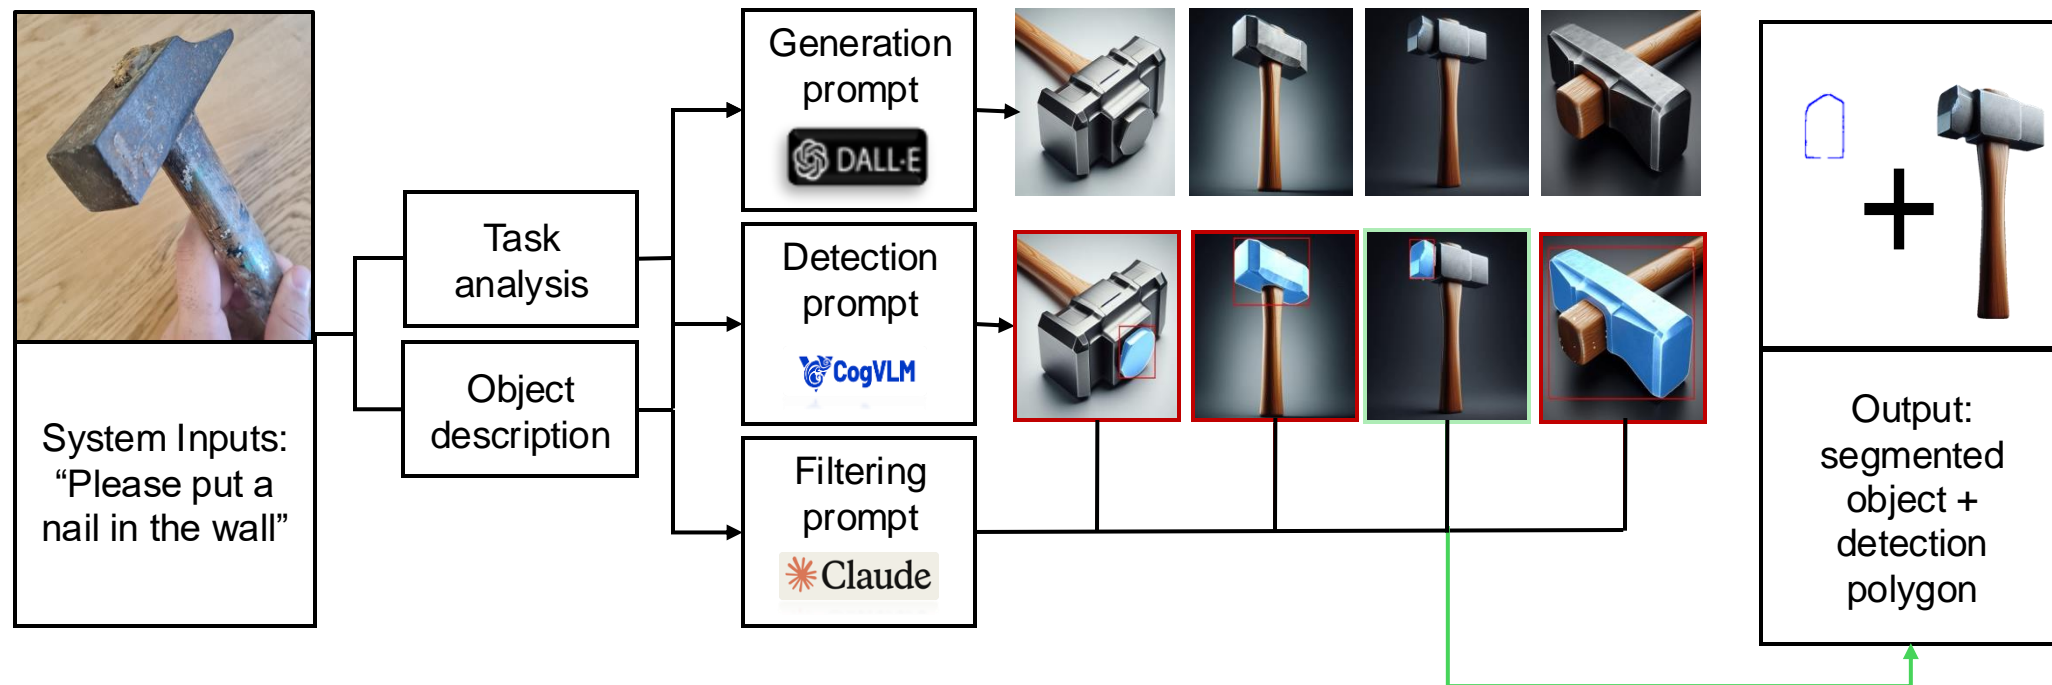 System Inputs:
“Please put a
nail in the wall”
Task
analysis
Object
description
Generation
prompt
DALL·E
Detection
prompt
CogVLM
Filtering
prompt
Claude
Output:
segmented
object +
detection
polygon